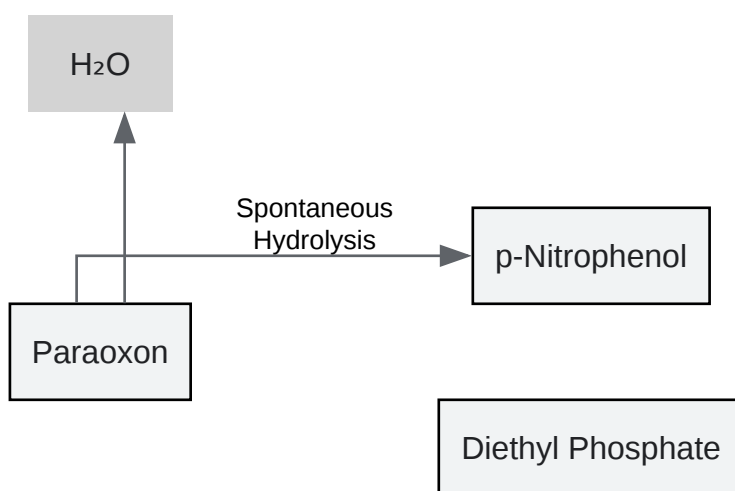 H₂O
Spontaneous
Hydrolysis
p-Nitrophenol
Paraoxon
Diethyl Phosphate